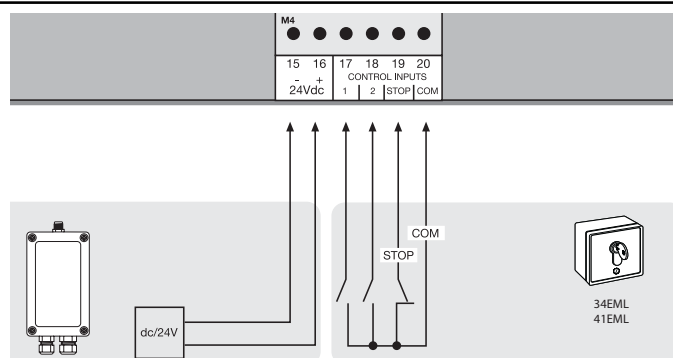 M4
15 16 17 18 19 20
- +
24Vdc
CONTROL INPUTS
1 2 STOP COM
COM
STOP
dc/24V
34EML
41EML